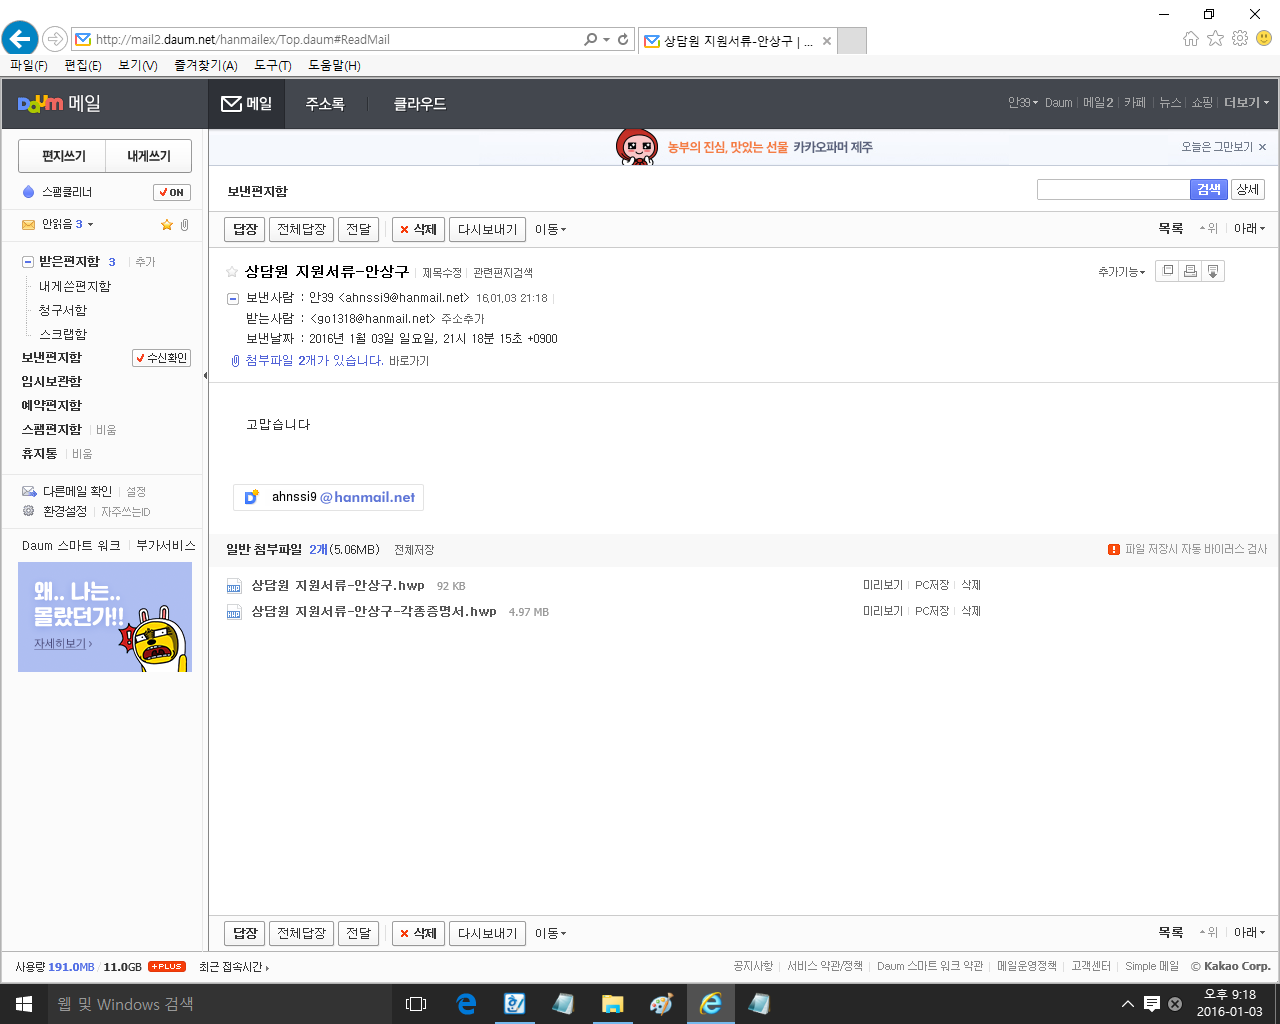 http://mail2.daum.net/hanmailex/Top.daum#ReadMail
상담원 지원서류-안상구 | ...
파일(F) 편집(E) 보기(V) 즐겨찾기(A) 도구(T) 도움말(H)
Daum 메일 메일 주소록 클라우드 안39 Daum 메일2 카페 뉴스 쇼핑 더보기
편지쓰기 내게쓰기
농부의 진심, 맛있는 선물 카카오파머 제주 오늘은 그만보기
스팸클리너 ON
보낸편지함 검색 상세
안읽음 3
답장 전체답장 전달 삭제 다시보내기 이동 목록 위 아래
받은편지함 3 추가
내게쓴편지함
청구서함
스크랩함
보낸편지함 수신확인
임시보관함
예약편지함
스팸편지함 비움
휴지통 비움
다른메일 확인 설정
환경설정 자주쓰는ID
Daum 스마트 워크 부가서비스
왜.. 나는..
몰랐던가!!
자세히보기 ›
상담원 지원서류-안상구 제목수정 관련편지검색 추가기능
보낸사람 : 안39 <ahnssi9@hanmail.net> 16,01,03 21:18
받는사람 : <go1318@hanmail.net> 주소추가
보낸날짜 : 2016년 1월 03일 일요일, 21시 18분 15초 +0900
첨부파일 2개가 있습니다. 바로가기
고맙습니다
D ahnssi9 @hanmail.net
일반 첨부파일 2개(5.06MB) 전체저장 파일 저장시 자동 바이러스 검사
상담원 지원서류-안상구.hwp 92 KB 미리보기 PC저장 삭제
상담원 지원서류-안상구-각종증명서.hwp 4.97 MB 미리보기 PC저장 삭제
답장 전체답장 전달 삭제 다시보내기 이동 목록 위 아래
사용량 191.0MB / 11.0GB +PLUS 최근 접속시간
공지사항 서비스 약관/정책 Daum 스마트 워크 약관 메일운영정책 고객센터 Simple 메일 © Kakao Corp.
웹 및 Windows 검색
오후 9:18
2016-01-03